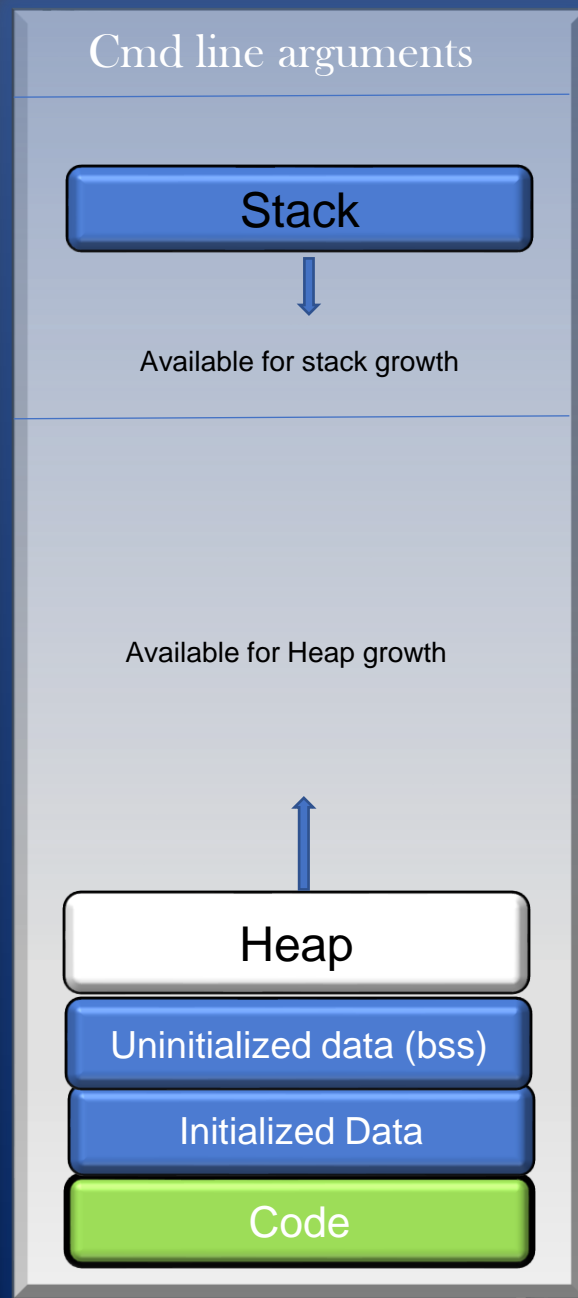 Cmd line arguments
Stack
Available for stack growth
Available for Heap growth
Heap
Uninitialized data (bss)
Initialized Data
Code